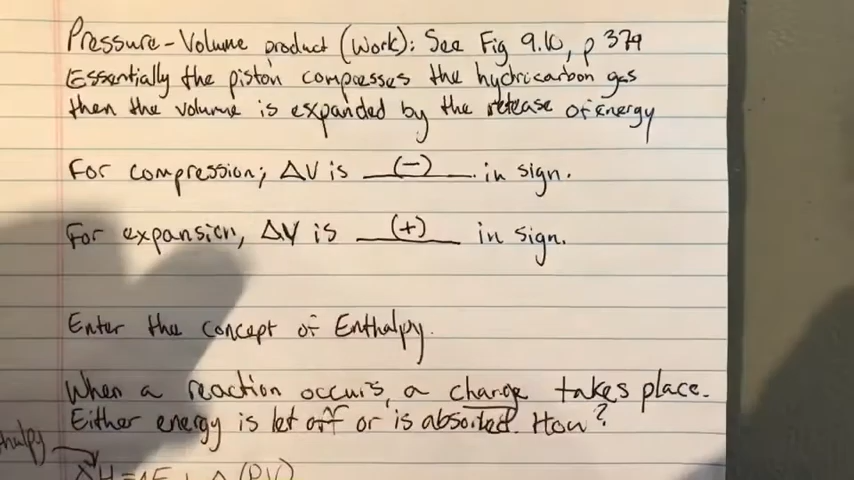 Pressure-Volume product (Work): See Fig 9.10, p 379
Essentially the piston compresses the hydricarbon gas
then the volume is expanded by the release of energy
For compression; ΔV is (-) in sign.
For expansion, ΔV is (+) in sign.
Enter the concept of Enthalpy.
When a reaction occurs, a change takes place.
Either energy is let off or is absorbed. How?